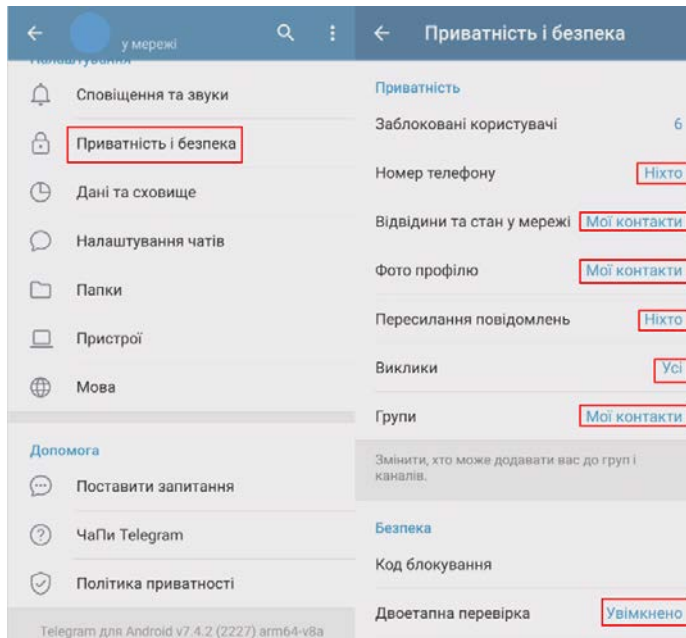 у мережі
Налаштування
Сповіщення та звуки
Приватність і безпека
Дані та сховище
Налаштування чатів
Папки
Пристрої
Мова
Допомога
Поставити запитання
ЧаПи Telegram
Політика приватності
Telegram для Android v7.4.2 (2227) arm64-v8a
Приватність і безпека
Приватність
Заблоковані користувачі 6
Номер телефону Ніхто
Відвідини та стан у мережі Мої контакти
Фото профілю Мої контакти
Пересилання повідомлень Ніхто
Виклики Усі
Групи Мої контакти
Змінити, хто може додавати вас до груп і
каналів.
Безпека
Код блокування
Двоетапна перевірка Увімкнено